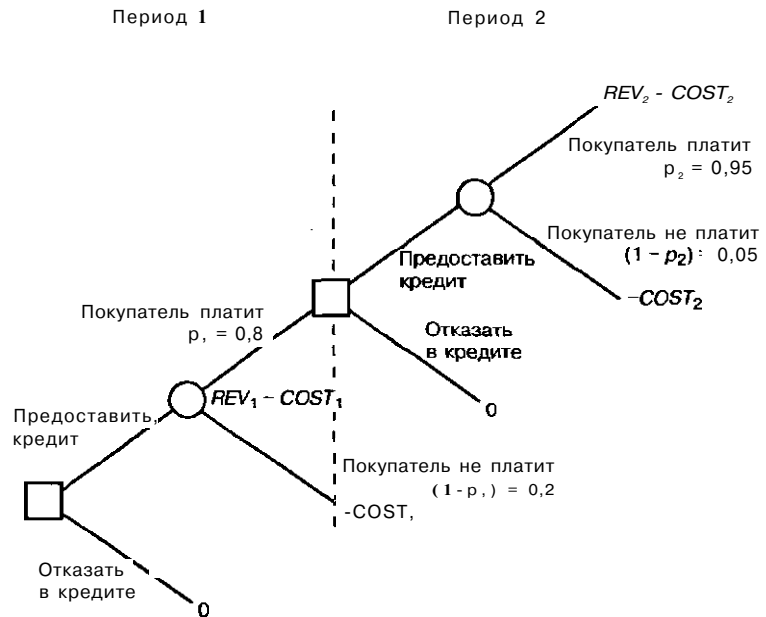 Период 1
Период 2
REV₂ - COST₂
Покупатель платит
p₂ = 0,95
Покупатель не платит
(1 - p₂): 0,05
-COST₂
Предоставить
кредит
Покупатель платит
p, = 0,8
Отказать
в кредите
0
REV₁ - COST₁
Предоставить,
кредит
Покупатель не платит
(1-p,) = 0,2
-COST,
Отказать
в кредите
0